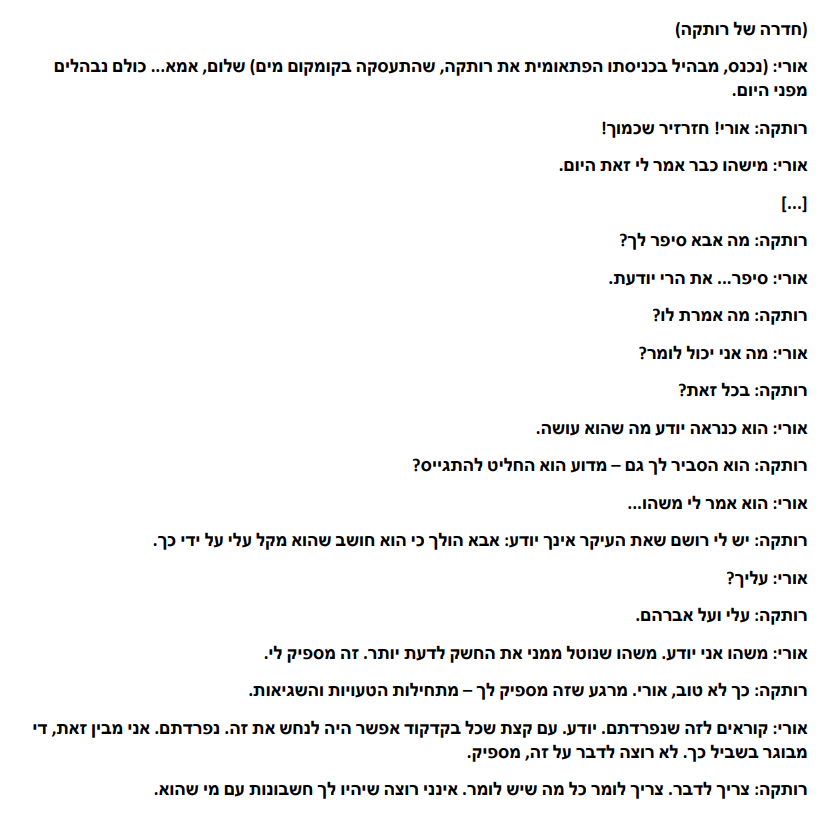 (חדרה של רותקה)
אורי: (נכנס, מבהיל בכניסתו הפתאומית את רותקה, שהתעסקה בקומקום מים) שלום, אמא... כולם נבהלים
מפני היום.
רותקה: אורי! חזרזיר שכמוך!
אורי: מישהו כבר אמר לי זאת היום.
[...]
רותקה: מה אבא סיפר לך?
אורי: סיפר... את הרי יודעת.
רותקה: מה אמרת לו?
אורי: מה אני יכול לומר?
רותקה: בכל זאת?
אורי: הוא כנראה יודע מה שהוא עושה.
רותקה: הוא הסביר לך גם – מדוע הוא החליט להתגייס?
אורי: הוא אמר לי משהו...
רותקה: יש לי רושם שאת העיקר אינך יודע: אבא הולך כי הוא חושב שהוא מקל עלי על ידי כך.
אורי: עליך?
רותקה: עלי ועל אברהם.
אורי: משהו אני יודע. משהו שנוטל ממני את החשק לדעת יותר. זה מספיק לי.
רותקה: כך לא טוב, אורי. מרגע שזה מספיק לך – מתחילות הטעויות והשגיאות.
אורי: קוראים לזה שנפרדתם. יודע. עם קצת שכל בקדקוד אפשר היה לנחש את זה. נפרדתם. אני מבין זאת, די
מבוגר בשביל כך. לא רוצה לדבר על זה, מספיק.
רותקה: צריך לדבר. צריך לומר כל מה שיש לומר. אינני רוצה שיהיו לך חשבונות עם מי שהוא.